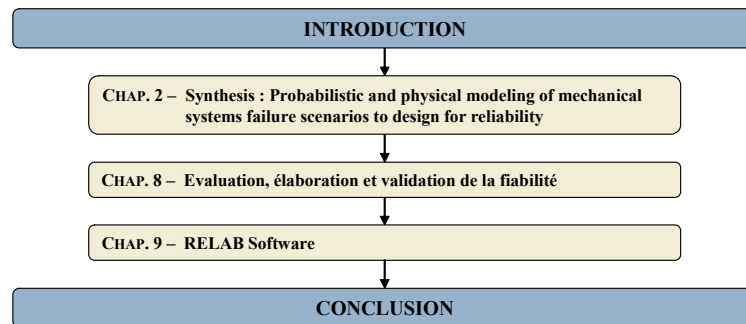 INTRODUCTION
CHAP. 2 – Synthesis : Probabilistic and physical modeling of mechanical
systems failure scenarios to design for reliability
CHAP. 8 – Evaluation, élaboration et validation de la fiabilité
CHAP. 9 – RELAB Software
CONCLUSION